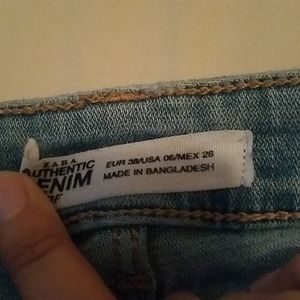 ZARA
AUTHENTIC
DENIM
EUR 38/USA 06/MEX 28
MADE IN BANGLADESH